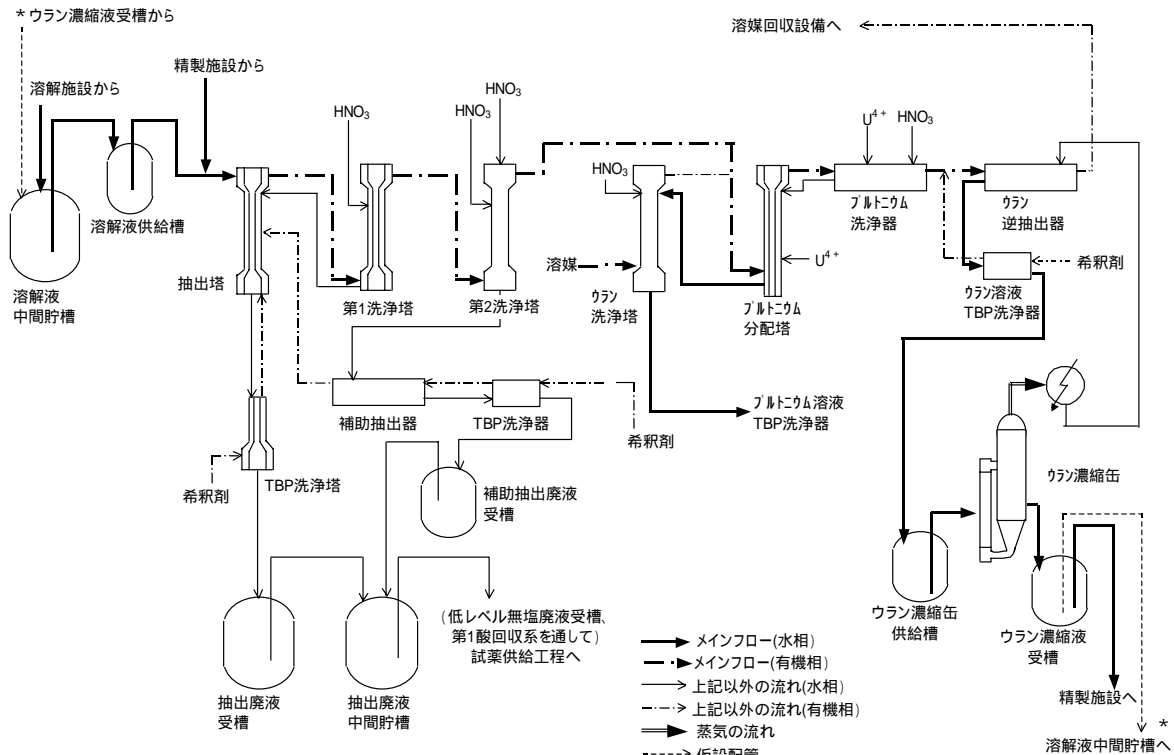 *ウラン濃縮液受槽から
溶解施設から
精製施設から
溶媒回収設備へ
HNO₃
HNO₃
HNO₃
HNO₃
U⁴⁺
HNO₃
U⁴⁺
溶解液供給槽
溶解液
中間貯槽
抽出塔
第1洗浄塔
第2洗浄塔
溶媒
ウラン
洗浄塔
プルトニウム
分配塔
プルトニウム
洗浄器
ウラン
逆抽出器
希釈剤
ウラン溶液
TBP洗浄器
補助抽出器
TBP洗浄器
希釈剤
プルトニウム溶液
TBP洗浄器
希釈剤
TBP洗浄塔
補助抽出廃液
受槽
ウラン濃縮缶
抽出廃液
受槽
抽出廃液
中間貯槽
(低レベル無塩廃液受槽、
第1酸回収系を通して)
試薬供給工程へ
ウラン濃縮缶
供給槽
ウラン濃縮液
受槽
精製施設へ
*
溶解液中間貯槽へ
メインフロー(水相)
メインフロー(有機相)
上記以外の流れ(水相)
上記以外の流れ(有機相)
蒸気の流れ
仮設配管